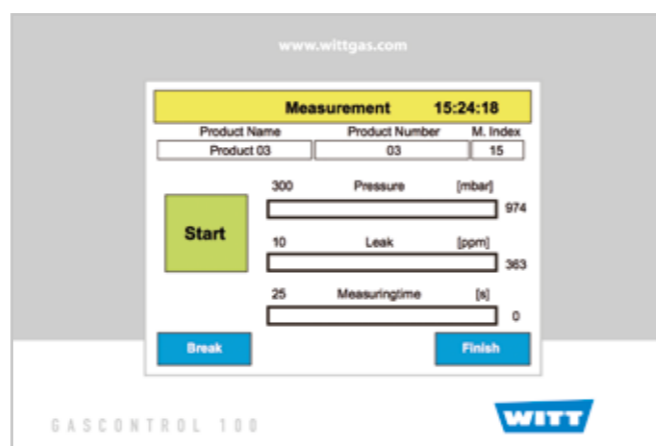 www.wittgas.com
Measurement 15:24:18
Product Name Product Number M. Index
Product 03 03 15
300 Pressure [mbar]
974
Start
10 Leak [ppm]
363
25 Measuringtime [s]
0
Break Finish
GASCONTROL 100
WITT